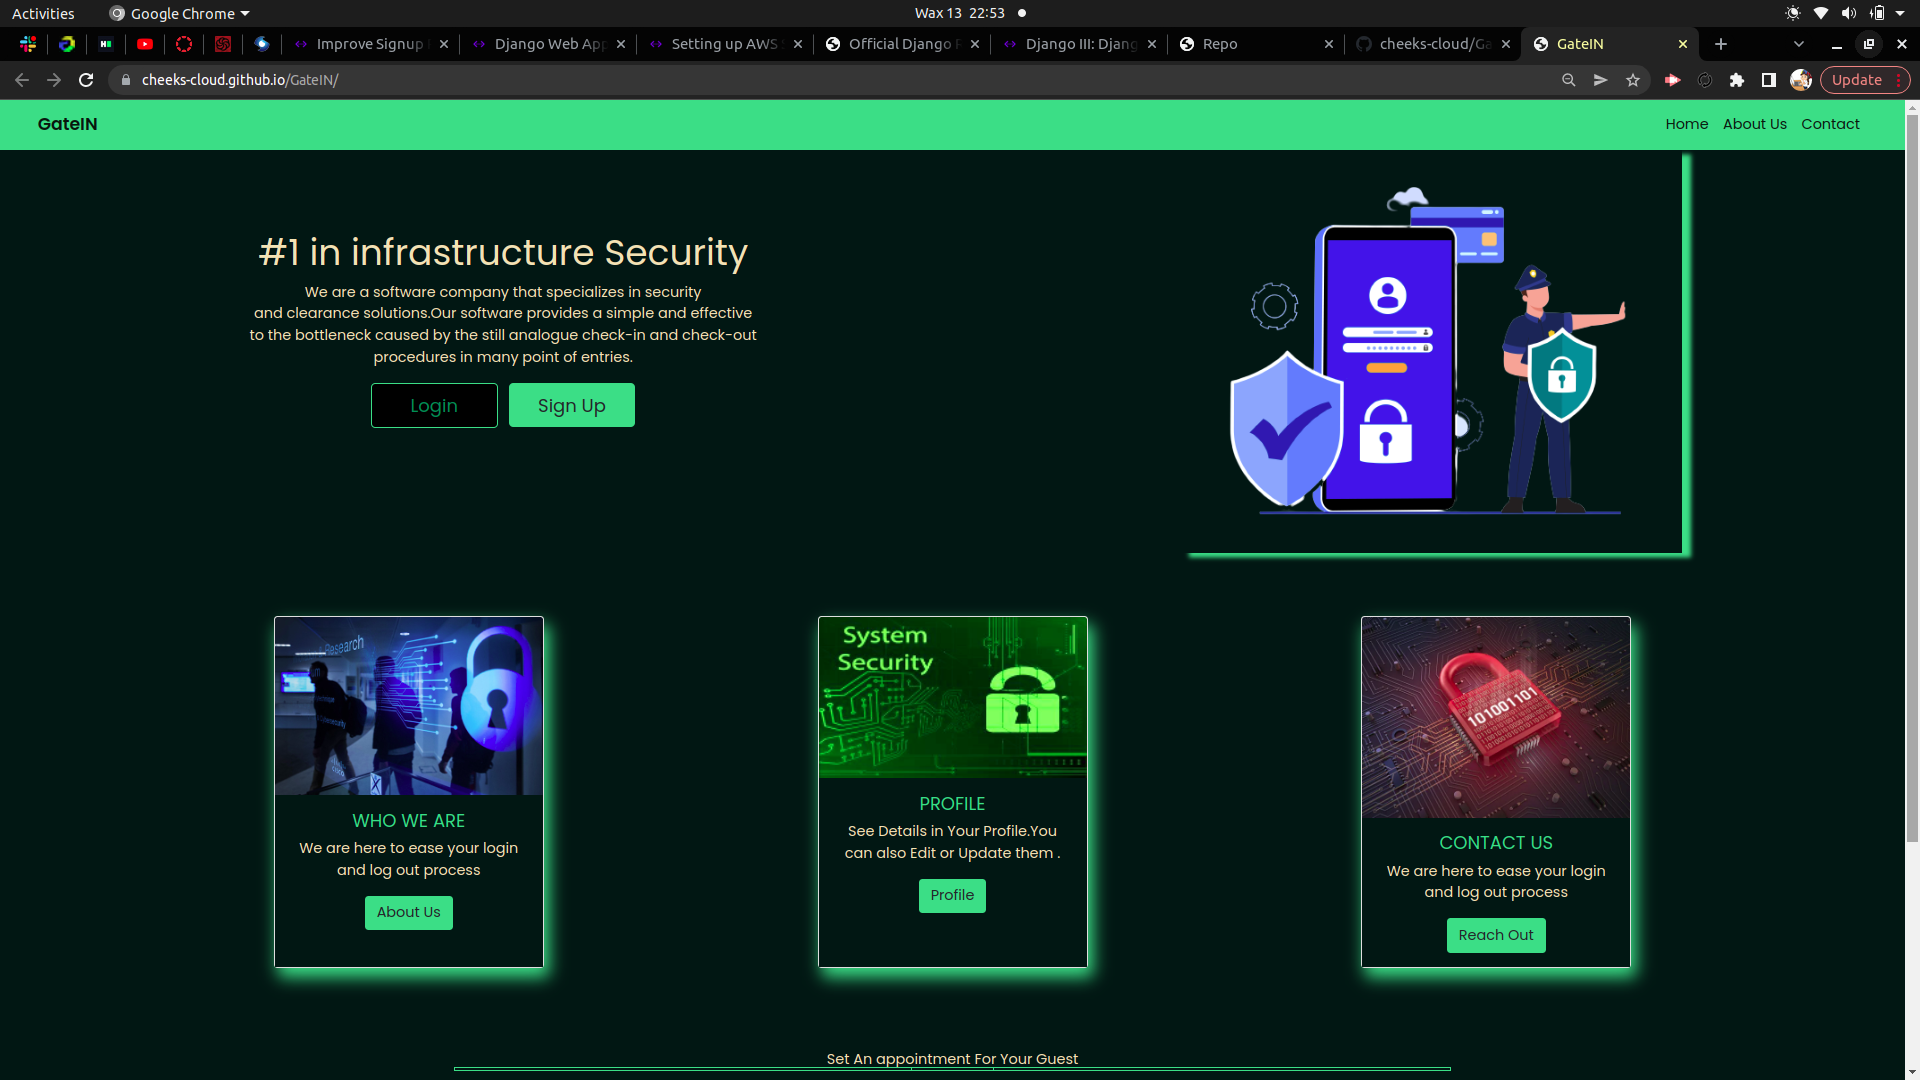 Activities
Google Chrome
Wax 13 22:53
Improve Signup
Django Web App
Setting up AWS
Official Django R
Django III: Djang
Repo
cheeks-cloud/Ga
GateIN
cheeks-cloud.github.io/GateIN/
Update
GateIN
Home
About Us
Contact
#1 in infrastructure Security
We are a software company that specializes in security
and clearance solutions.Our software provides a simple and effective
to the bottleneck caused by the still analogue check-in and check-out
procedures in many point of entries.
Login
Sign Up
Research
WHO WE ARE
We are here to ease your login
and log out process
About Us
System
Security
PROFILE
See Details in Your Profile.You
can also Edit or Update them .
Profile
101001101
CONTACT US
We are here to ease your login
and log out process
Reach Out
Set An appointment For Your Guest